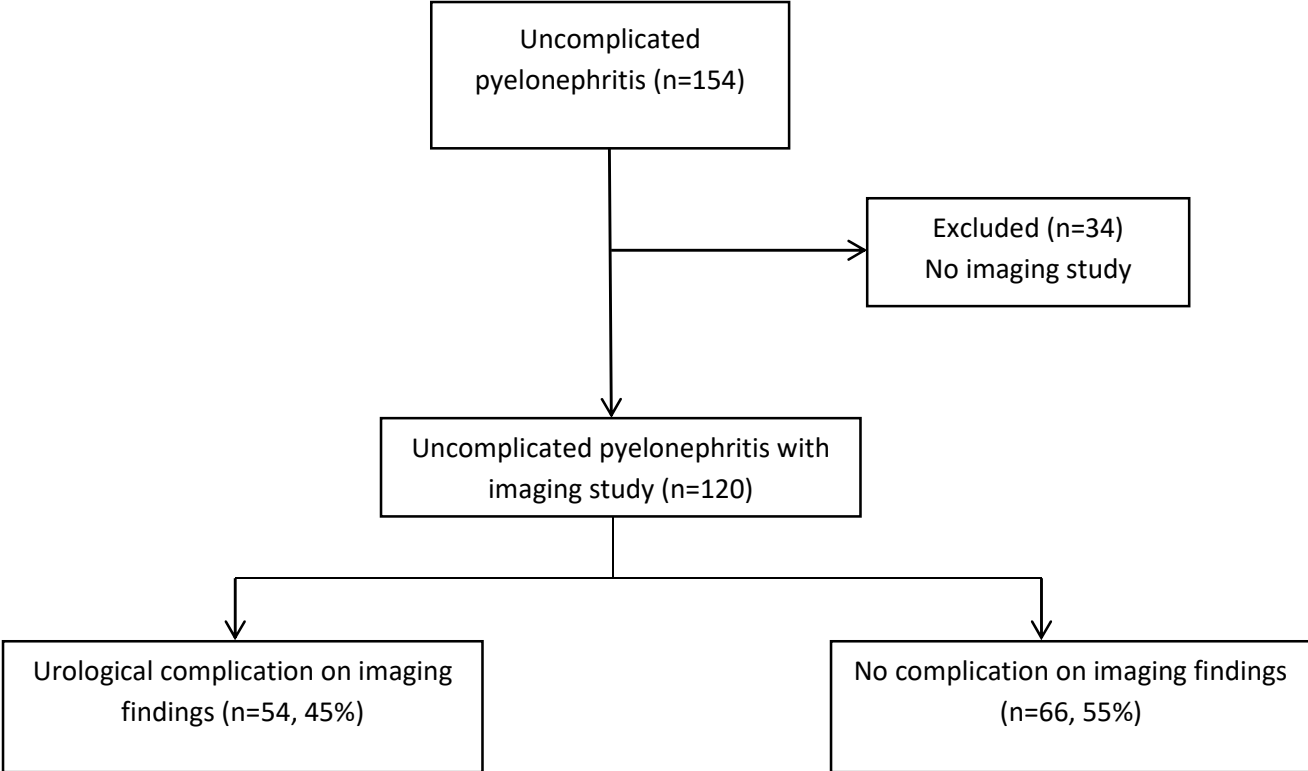 Uncomplicated
pyelonephritis (n=154)
Excluded (n=34)
No imaging study
Uncomplicated pyelonephritis with
imaging study (n=120)
Urological complication on imaging
findings (n=54, 45%)
No complication on imaging findings
(n=66, 55%)